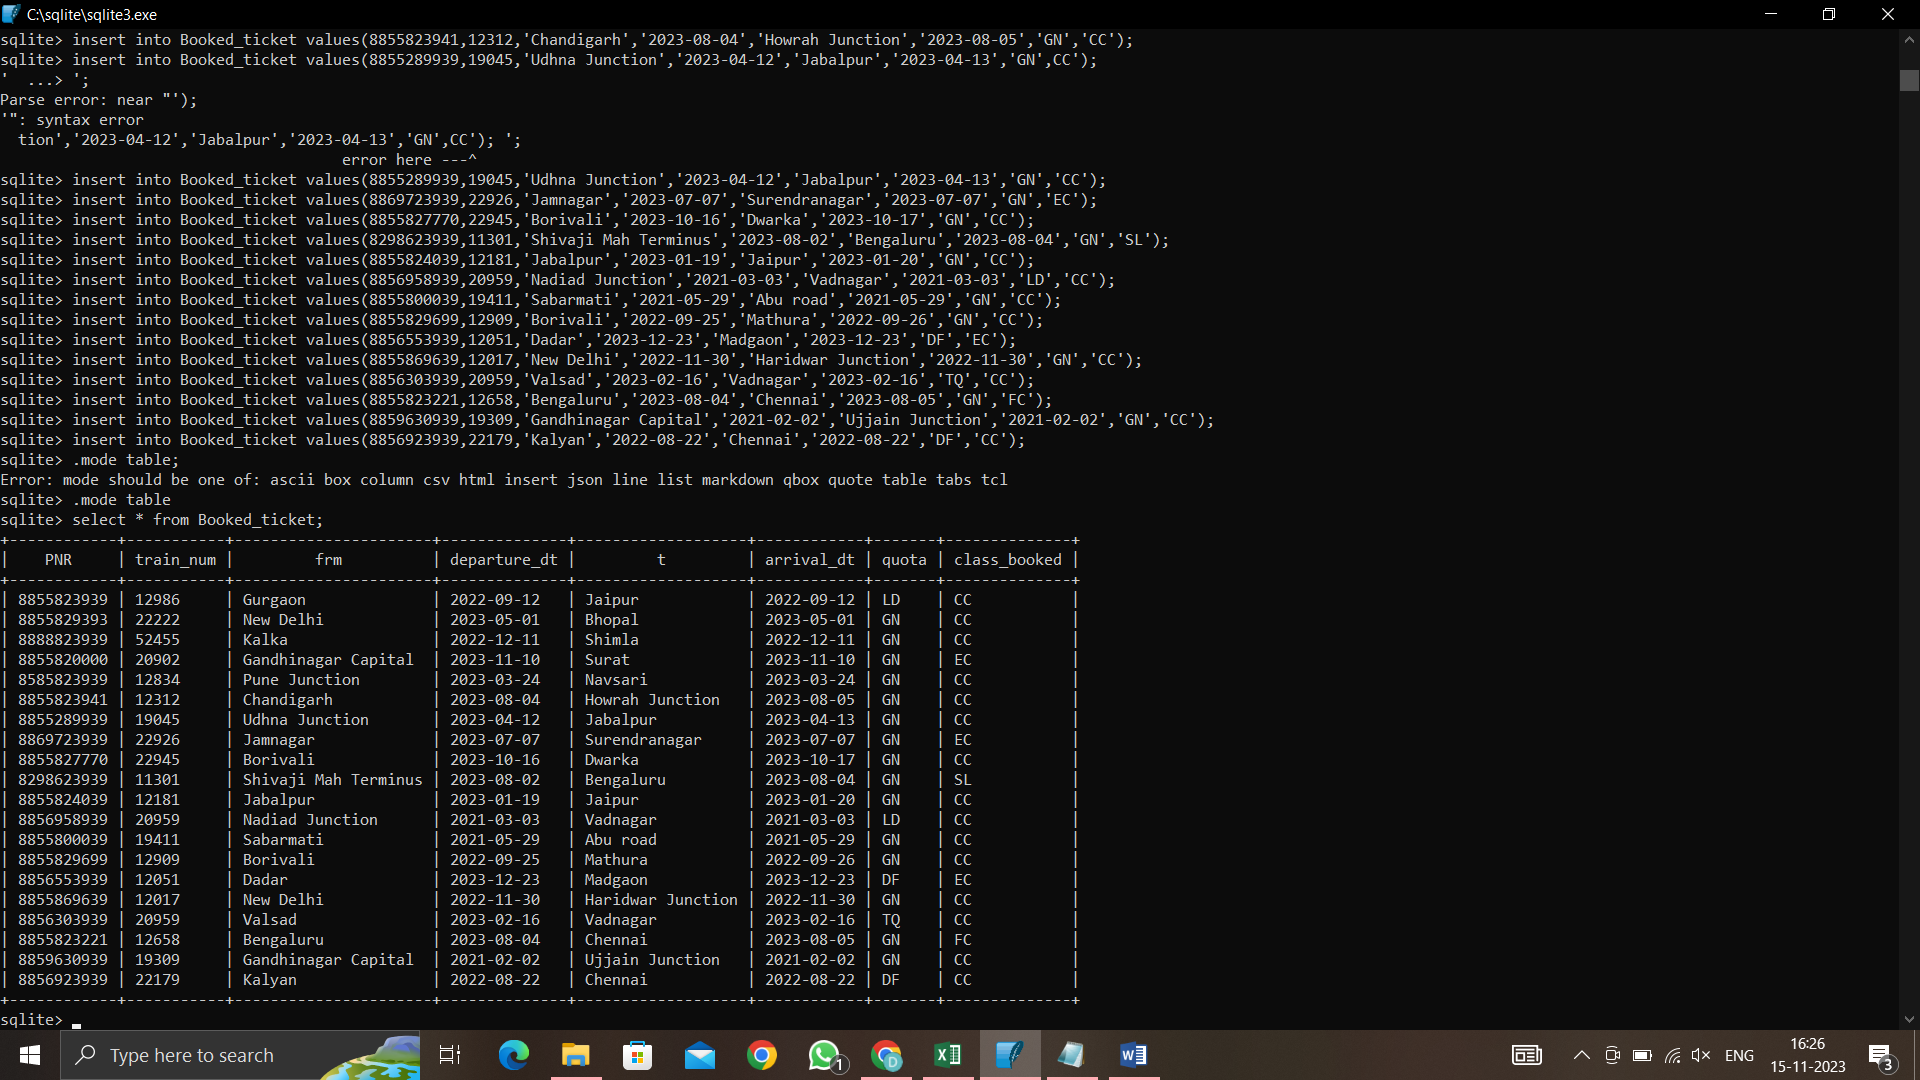 C:\sqlite\sqlite3.exe
sqlite> insert into Booked_ticket values(8855823941,12312,'Chandigarh','2023-08-04','Howrah Junction','2023-08-05','GN','CC');
sqlite> insert into Booked_ticket values(8855289939,19045,'Udhna Junction','2023-04-12','Jabalpur','2023-04-13','GN',CC');
'  ...> ';
Parse error: near "');
'": syntax error
  tion','2023-04-12','Jabalpur','2023-04-13','GN',CC'); ';
                                      error here ---^
sqlite> insert into Booked_ticket values(8855289939,19045,'Udhna Junction','2023-04-12','Jabalpur','2023-04-13','GN','CC');
sqlite> insert into Booked_ticket values(8869723939,22926,'Jamnagar','2023-07-07','Surendranagar','2023-07-07','GN','EC');
sqlite> insert into Booked_ticket values(8855827770,22945,'Borivali','2023-10-16','Dwarka','2023-10-17','GN','CC');
sqlite> insert into Booked_ticket values(8298623939,11301,'Shivaji Mah Terminus','2023-08-02','Bengaluru','2023-08-04','GN','SL');
sqlite> insert into Booked_ticket values(8855824039,12181,'Jabalpur','2023-01-19','Jaipur','2023-01-20','GN','CC');
sqlite> insert into Booked_ticket values(8856958939,20959,'Nadiad Junction','2021-03-03','Vadnagar','2021-03-03','LD','CC');
sqlite> insert into Booked_ticket values(8855800039,19411,'Sabarmati','2021-05-29','Abu road','2021-05-29','GN','CC');
sqlite> insert into Booked_ticket values(8855829699,12909,'Borivali','2022-09-25','Mathura','2022-09-26','GN','CC');
sqlite> insert into Booked_ticket values(8856553939,12051,'Dadar','2023-12-23','Madgaon','2023-12-23','DF','EC');
sqlite> insert into Booked_ticket values(8855869639,12017,'New Delhi','2022-11-30','Haridwar Junction','2022-11-30','GN','CC');
sqlite> insert into Booked_ticket values(8856303939,20959,'Valsad','2023-02-16','Vadnagar','2023-02-16','TQ','CC');
sqlite> insert into Booked_ticket values(8855823221,12658,'Bengaluru','2023-08-04','Chennai','2023-08-05','GN','FC');
sqlite> insert into Booked_ticket values(8859630939,19309,'Gandhinagar Capital','2021-02-02','Ujjain Junction','2021-02-02','GN','CC');
sqlite> insert into Booked_ticket values(8856923939,22179,'Kalyan','2022-08-22','Chennai','2022-08-22','DF','CC');
sqlite> .mode table;
Error: mode should be one of: ascii box column csv html insert json line list markdown qbox quote table tabs tcl
sqlite> .mode table
sqlite> select * from Booked_ticket;
| PNR | train_num | frm | departure_dt | t | arrival_dt | quota | class_booked |
| 8855823939 | 12986 | Gurgaon | 2022-09-12 | Jaipur | 2022-09-12 | LD | CC |
| 8855829393 | 22222 | New Delhi | 2023-05-01 | Bhopal | 2023-05-01 | GN | CC |
| 8888823939 | 52455 | Kalka | 2022-12-11 | Shimla | 2022-12-11 | GN | CC |
| 8855820000 | 20902 | Gandhinagar Capital | 2023-11-10 | Surat | 2023-11-10 | GN | EC |
| 8585823939 | 12834 | Pune Junction | 2023-03-24 | Navsari | 2023-03-24 | GN | CC |
| 8855823941 | 12312 | Chandigarh | 2023-08-04 | Howrah Junction | 2023-08-05 | GN | CC |
| 8855289939 | 19045 | Udhna Junction | 2023-04-12 | Jabalpur | 2023-04-13 | GN | CC |
| 8869723939 | 22926 | Jamnagar | 2023-07-07 | Surendranagar | 2023-07-07 | GN | EC |
| 8855827770 | 22945 | Borivali | 2023-10-16 | Dwarka | 2023-10-17 | GN | CC |
| 8298623939 | 11301 | Shivaji Mah Terminus | 2023-08-02 | Bengaluru | 2023-08-04 | GN | SL |
| 8855824039 | 12181 | Jabalpur | 2023-01-19 | Jaipur | 2023-01-20 | GN | CC |
| 8856958939 | 20959 | Nadiad Junction | 2021-03-03 | Vadnagar | 2021-03-03 | LD | CC |
| 8855800039 | 19411 | Sabarmati | 2021-05-29 | Abu road | 2021-05-29 | GN | CC |
| 8855829699 | 12909 | Borivali | 2022-09-25 | Mathura | 2022-09-26 | GN | CC |
| 8856553939 | 12051 | Dadar | 2023-12-23 | Madgaon | 2023-12-23 | DF | EC |
| 8855869639 | 12017 | New Delhi | 2022-11-30 | Haridwar Junction | 2022-11-30 | GN | CC |
| 8856303939 | 20959 | Valsad | 2023-02-16 | Vadnagar | 2023-02-16 | TQ | CC |
| 8855823221 | 12658 | Bengaluru | 2023-08-04 | Chennai | 2023-08-05 | GN | FC |
| 8859630939 | 19309 | Gandhinagar Capital | 2021-02-02 | Ujjain Junction | 2021-02-02 | GN | CC |
| 8856923939 | 22179 | Kalyan | 2022-08-22 | Chennai | 2022-08-22 | DF | CC |
sqlite>
Type here to search
1
D
ENG
16:26
15-11-2023
3